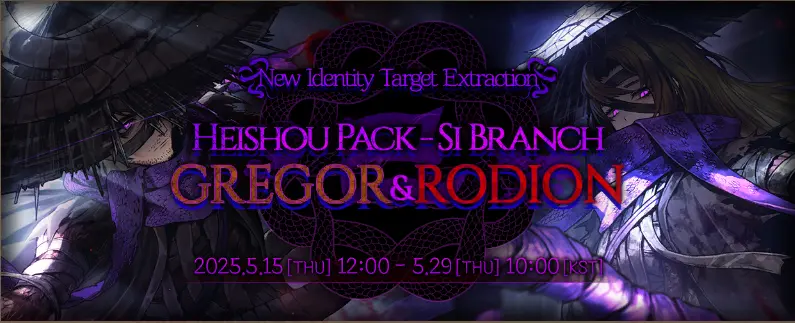 New Identity Target Extraction
HEISHOU PACK - SI BRANCH
GREGOR & RODION
2025.5.15 [THU] 12:00 - 5.29 [THU] 10:00 [KST]